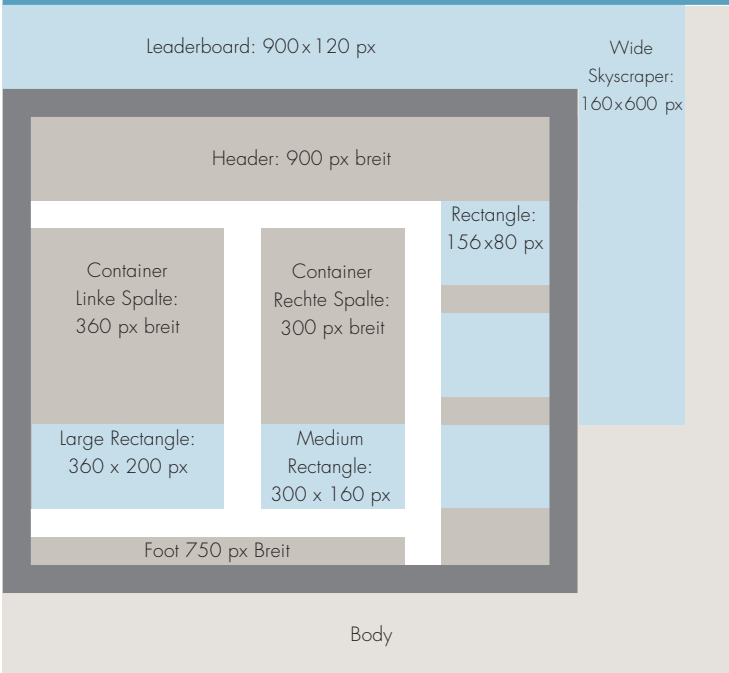 Leaderboard: 900 x 120 px
Wide
Skyscraper:
160x600 px
Header: 900 px breit
Rectangle:
156x80 px
Container
Linke Spalte:
360 px breit
Container
Rechte Spalte:
300 px breit
Large Rectangle:
360 x 200 px
Medium
Rectangle:
300 x 160 px
Foot 750 px Breit
Body